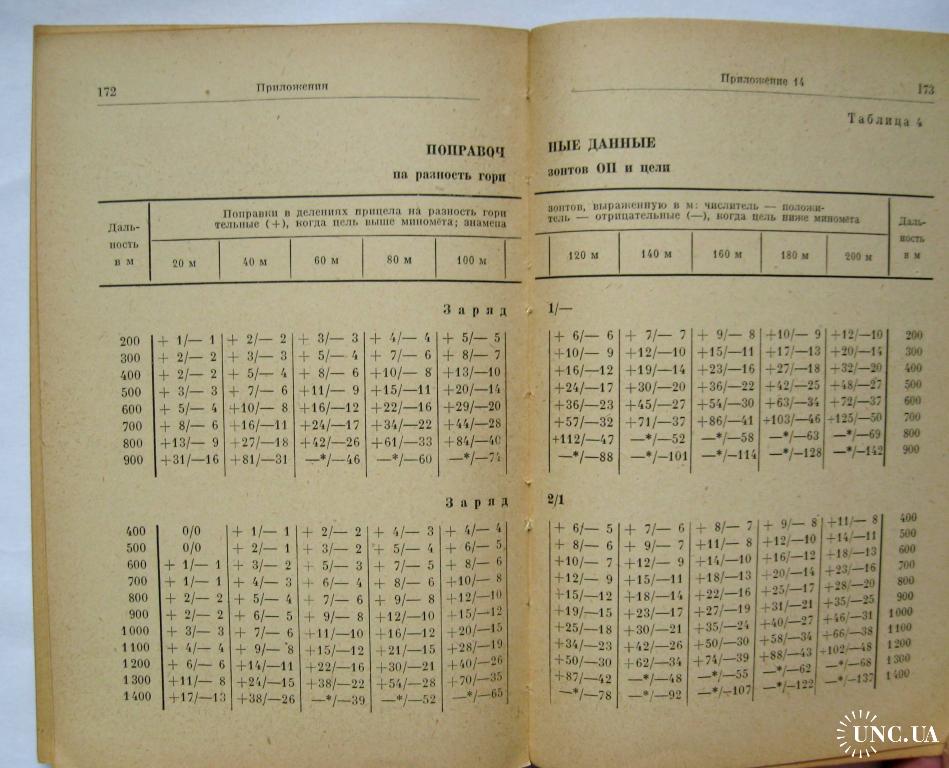 172
Приложения
ПОПРАВОЧ
на разность гори
Даль-
ность
в м
Поправки в делениях прицела на разность гори
тельные (+), когда цель выше миномёта; знамена
20 м 40 м 60 м 80 м 100 м
Заряд
200 + 1/— 1 + 2/— 2 + 3/— 3 + 4/— 4 + 5/— 5
300 + 2/— 2 + 3/— 3 + 5/— 4 + 7/— 6 + 8/— 7
400 + 2/— 2 + 5/— 4 + 8/— 6 +10/— 8 +13/—10
500 + 3/— 3 + 7/— 6 +11/— 9 +15/—11 +20/—14
600 + 5/— 4 +10/— 8 +16/—12 +22/—16 +29/—20
700 + 8/— 6 +16/—11 +24/—17 +34/—22 +44/—28
800 +13/— 9 +27/—18 +42/—26 +61/—33 +84/—40
900 +31/—16 +81/—31 —*/—46 —*/—60 —*/—74
Заряд
400 0/0 + 1/— 1 + 2/— 2 + 4/— 3 + 4/— 4
500 0/0 + 2/— 1 + 3/— 2 + 5/— 4 + 6/— 5
600 + 1/— 1 + 3/— 2 + 5/— 3 + 7/— 5 + 8/— 6
700 + 1/— 1 + 4/— 3 + 6/— 4 + 8/— 6 +10/— 8
800 + 2/— 2 + 5/— 4 + 7/— 6 + 9/— 8 +12/—10
900 + 2/— 2 + 6/— 5 + 9/— 8 +12/—10 +15/—12
1000 + 3/— 3 + 7/— 6 +11/—10 +16/—12 +20/—15
1100 + 4/— 4 + 9/— 8 +15/—12 +21/—15 +28/—19
1200 + 6/— 6 +14/—11 +22/—16 +30/—21 +40/—26
1300 +11/— 8 +24/—15 +38/—22 +54/—28 +70/—35
1400 +17/—13 +38/—26 —*/—39 —*/—52 —*/—65
Приложение 14
173
Таблица 4
НЫЕ ДАННЫЕ
зонтов ОП и цели
зонтов, выраженную в м: числитель — положи-
тель — отрицательные (—), когда цель ниже миномёта
Даль-
ность
в м
120 м 140 м 160 м 180 м 200 м
1/—
+ 6/— 6 + 7/— 7 + 9/— 8 +10/— 9 +12/—10 200
+10/— 9 +12/—10 +15/—11 +17/—13 +20/—14 300
+16/—12 +19/—14 +23/—16 +27/—18 +32/—20 400
+24/—17 +30/—20 +36/—22 +42/—25 +48/—27 500
+36/—23 +45/—27 +54/—30 +63/—34 +72/—37 600
+57/—32 +71/—37 +86/—41 +103/—46 +125/—50 700
+112/—47 —*/—52 —*/—58 —*/—63 —*/—69 800
—*/—88 —*/—101 —*/—114 —*/—128 —*/—142 900
2/1
+ 6/— 5 + 7/— 6 + 8/— 7 + 9/— 8 +11/— 8 400
+ 8/— 6 + 9/— 7 +11/— 8 +12/—10 +14/—11 500
+10/— 7 +12/— 9 +14/—10 +16/—12 +18/—13 600
+12/— 9 +15/—11 +18/—13 +20/—14 +23/—16 700
+15/—12 +18/—14 +22/—16 +25/—17 +28/—20 800
+19/—15 +23/—17 +27/—19 +31/—21 +35/—25 900
+25/—18 +30/—21 +35/—24 +40/—27 +46/—31 1000
+34/—23 +42/—26 +50/—30 +58/—34 +66/—38 1100
+50/—30 +62/—34 +74/—39 +88/—43 +102/—48 1200
+87/—42 —*/—48 —*/—55 —*/—62 —*/—68 1300
—*/—78 —*/—92 —*/—107 —*/—122 —*/—137 1400
UNC.UA